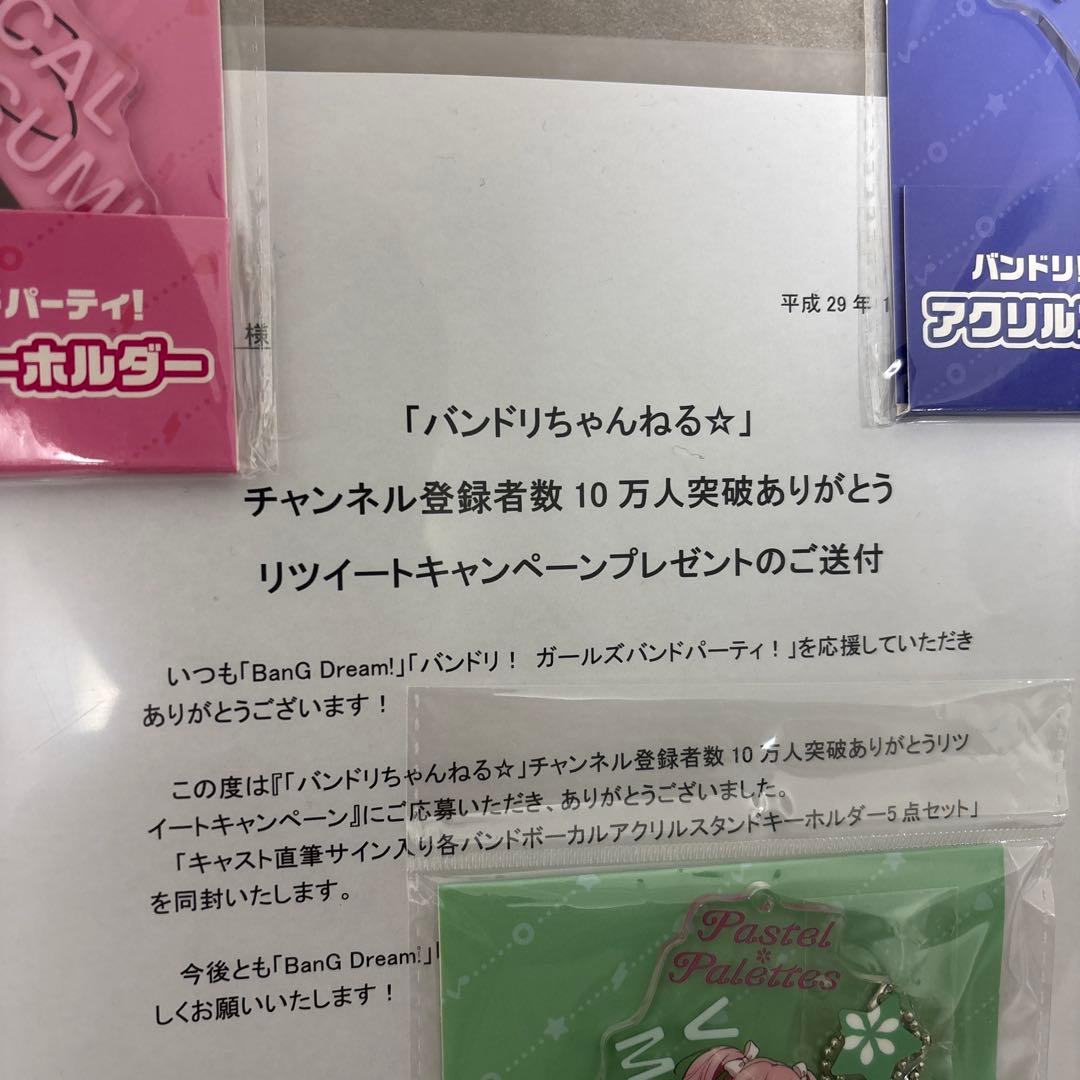 CAL
SUMI
パーティ!
ーホルダー
バンドリ!
アクリル
様
平成 29 年 1
「バンドリちゃんねる☆」
チャンネル登録者数 10 万人突破ありがとう
リツイートキャンペーンプレゼントのご送付
いつも「BanG Dream!」「バンドリ! ガールズバンドパーティ!」を応援していただき
ありがとうございます!
この度は『「バンドリちゃんねる☆」チャンネル登録者数 10 万人突破ありがとうリツ
イートキャンペーン』にご応募いただき、ありがとうございました。
「キャスト直筆サイン入り各バンドボーカルアクリルスタンドキーホルダー5 点セット」
を同封いたします。
今後とも「BanG Dream!」
しくお願いいたします!
Pastel
Palettes
V
M